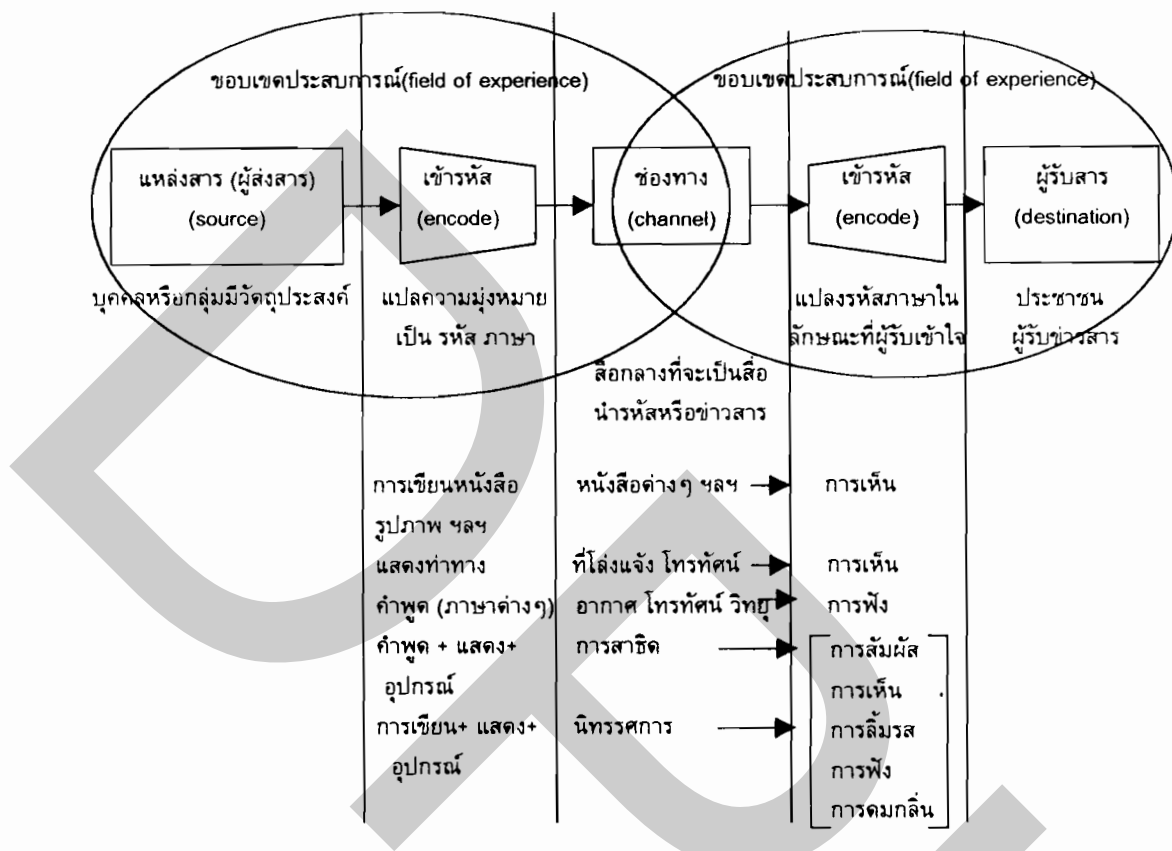 ขอบเขตประสบการณ์(field of experience) ขอบเขตประสบการณ์(field of experience)
แหล่งสาร (ผู้ส่งสาร) เข้ารหัส ช่องทาง เข้ารหัส ผู้รับสาร
(source) (encode) (channel) (encode) (destination)
บุคคลหรือกลุ่มมีวัตถุประสงค์ แปลความมุ่งหมาย แปลงรหัสภาษาใน ประชาชน
เป็น รหัส ภาษา ลักษณะที่ผู้รับเข้าใจ ผู้รับข่าวสาร
สื่อกลางที่จะเป็นสื่อ
นำรหัสหรือข่าวสาร
การเขียนหนังสือ หนังสือต่างๆ ฯลฯ การเห็น
รูปภาพ ฯลฯ
แสดงท่าทาง ที่โล่งแจ้ง โทรทัศน์ การเห็น
คำพูด (ภาษาต่างๆ) อากาศ โทรทัศน์ วิทยุ การฟัง
คำพูด + แสดง+ การสาธิต การสัมผัส
อุปกรณ์ การเห็น
การเขียน+ แสดง+ นิทรรศการ การลิ้มรส
อุปกรณ์ การฟัง
การดมกลิ่น